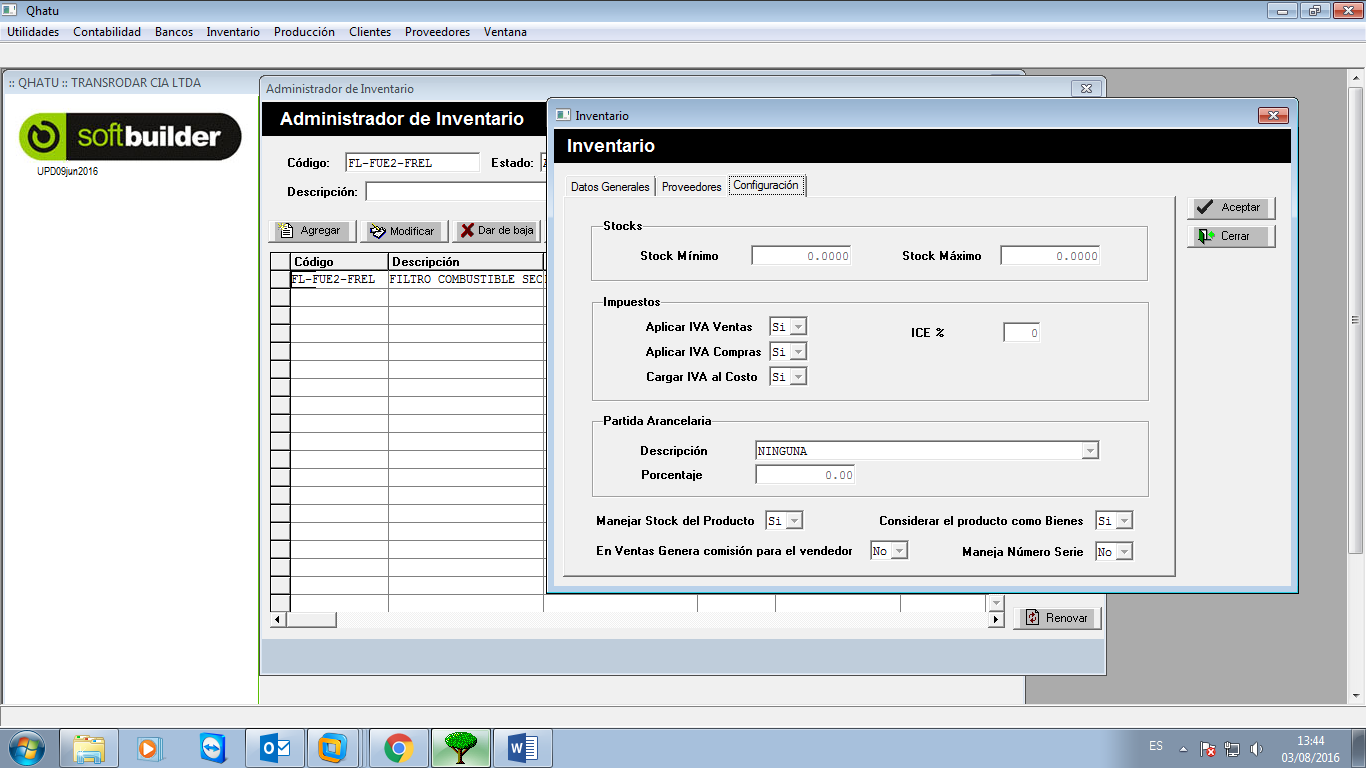 Qhatu
Utilidades Contabilidad Bancos Inventario Producción Clientes Proveedores Ventana
:: QHATU :: TRANSRODAR CIA LTDA
softbuilder
UPD09jun2016
Administrador de Inventario
Administrador de Inventario
Código: FL-FUE2-FREL Estado:
Descripción:
Agregar Modificar Dar de baja
Código Descripción
FL-FUE2-FREL FILTRO COMBUSTIBLE SEC
Renovar
Inventario
Inventario
Datos Generales Proveedores Configuración
Aceptar
Cerrar
Stocks
Stock Mínimo 0.0000 Stock Máximo 0.0000
Impuestos
Aplicar IVA Ventas Si ICE % 0
Aplicar IVA Compras Si
Cargar IVA al Costo Si
Partida Arancelaria
Descripción NINGUNA
Porcentaje 0.00
Manejar Stock del Producto Si Considerar el producto como Bienes Si
En Ventas Genera comisión para el vendedor No Maneja Número Serie No
ES 13:44
03/08/2016